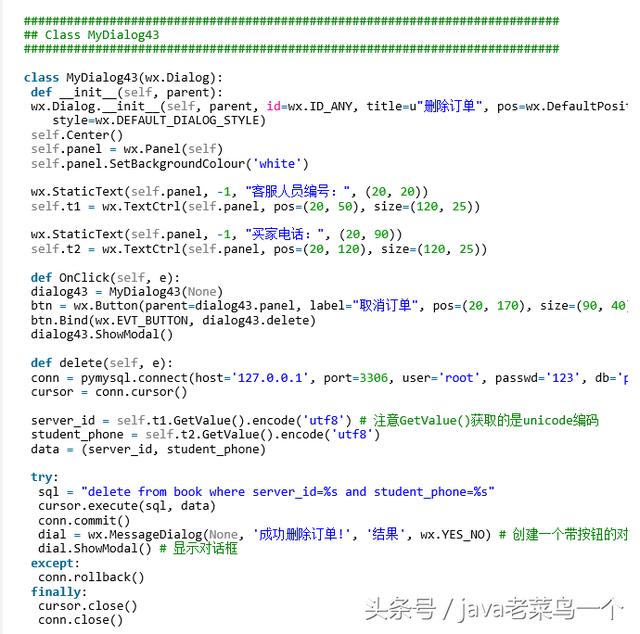 ###########################################################################
## Class MyDialog43
###########################################################################
class MyDialog43(wx.Dialog):
def __init__(self, parent):
wx.Dialog.__init__(self, parent, id=wx.ID_ANY, title=u"删除订单", pos=wx.DefaultPosit
style=wx.DEFAULT_DIALOG_STYLE)
self.Center()
self.panel = wx.Panel(self)
self.panel.SetBackgroundColour('white')
wx.StaticText(self.panel, -1, "客服人员编号：", (20, 20))
self.t1 = wx.TextCtrl(self.panel, pos=(20, 50), size=(120, 25))
wx.StaticText(self.panel, -1, "买家电话：", (20, 90))
self.t2 = wx.TextCtrl(self.panel, pos=(20, 120), size=(120, 25))
def OnClick(self, e):
dialog43 = MyDialog43(None)
btn = wx.Button(parent=dialog43.panel, label="取消订单", pos=(20, 170), size=(90, 40)
btn.Bind(wx.EVT_BUTTON, dialog43.delete)
dialog43.ShowModal()
def delete(self, e):
conn = pymysql.connect(host='127.0.0.1', port=3306, user='root', passwd='123', db='p
cursor = conn.cursor()
server_id = self.t1.GetValue().encode('utf8') # 注意GetValue()获取的是unicode编码
student_phone = self.t2.GetValue().encode('utf8')
data = (server_id, student_phone)
try:
sql = "delete from book where server_id=%s and student_phone=%s"
cursor.execute(sql, data)
conn.commit()
dial = wx.MessageDialog(None, '成功删除订单!', '结果', wx.YES_NO) # 创建一个带按钮的对
dial.ShowModal() # 显示对话框
except:
conn.rollback()
finally:
cursor.close()
conn.close()
头条号 / java老菜鸟一个